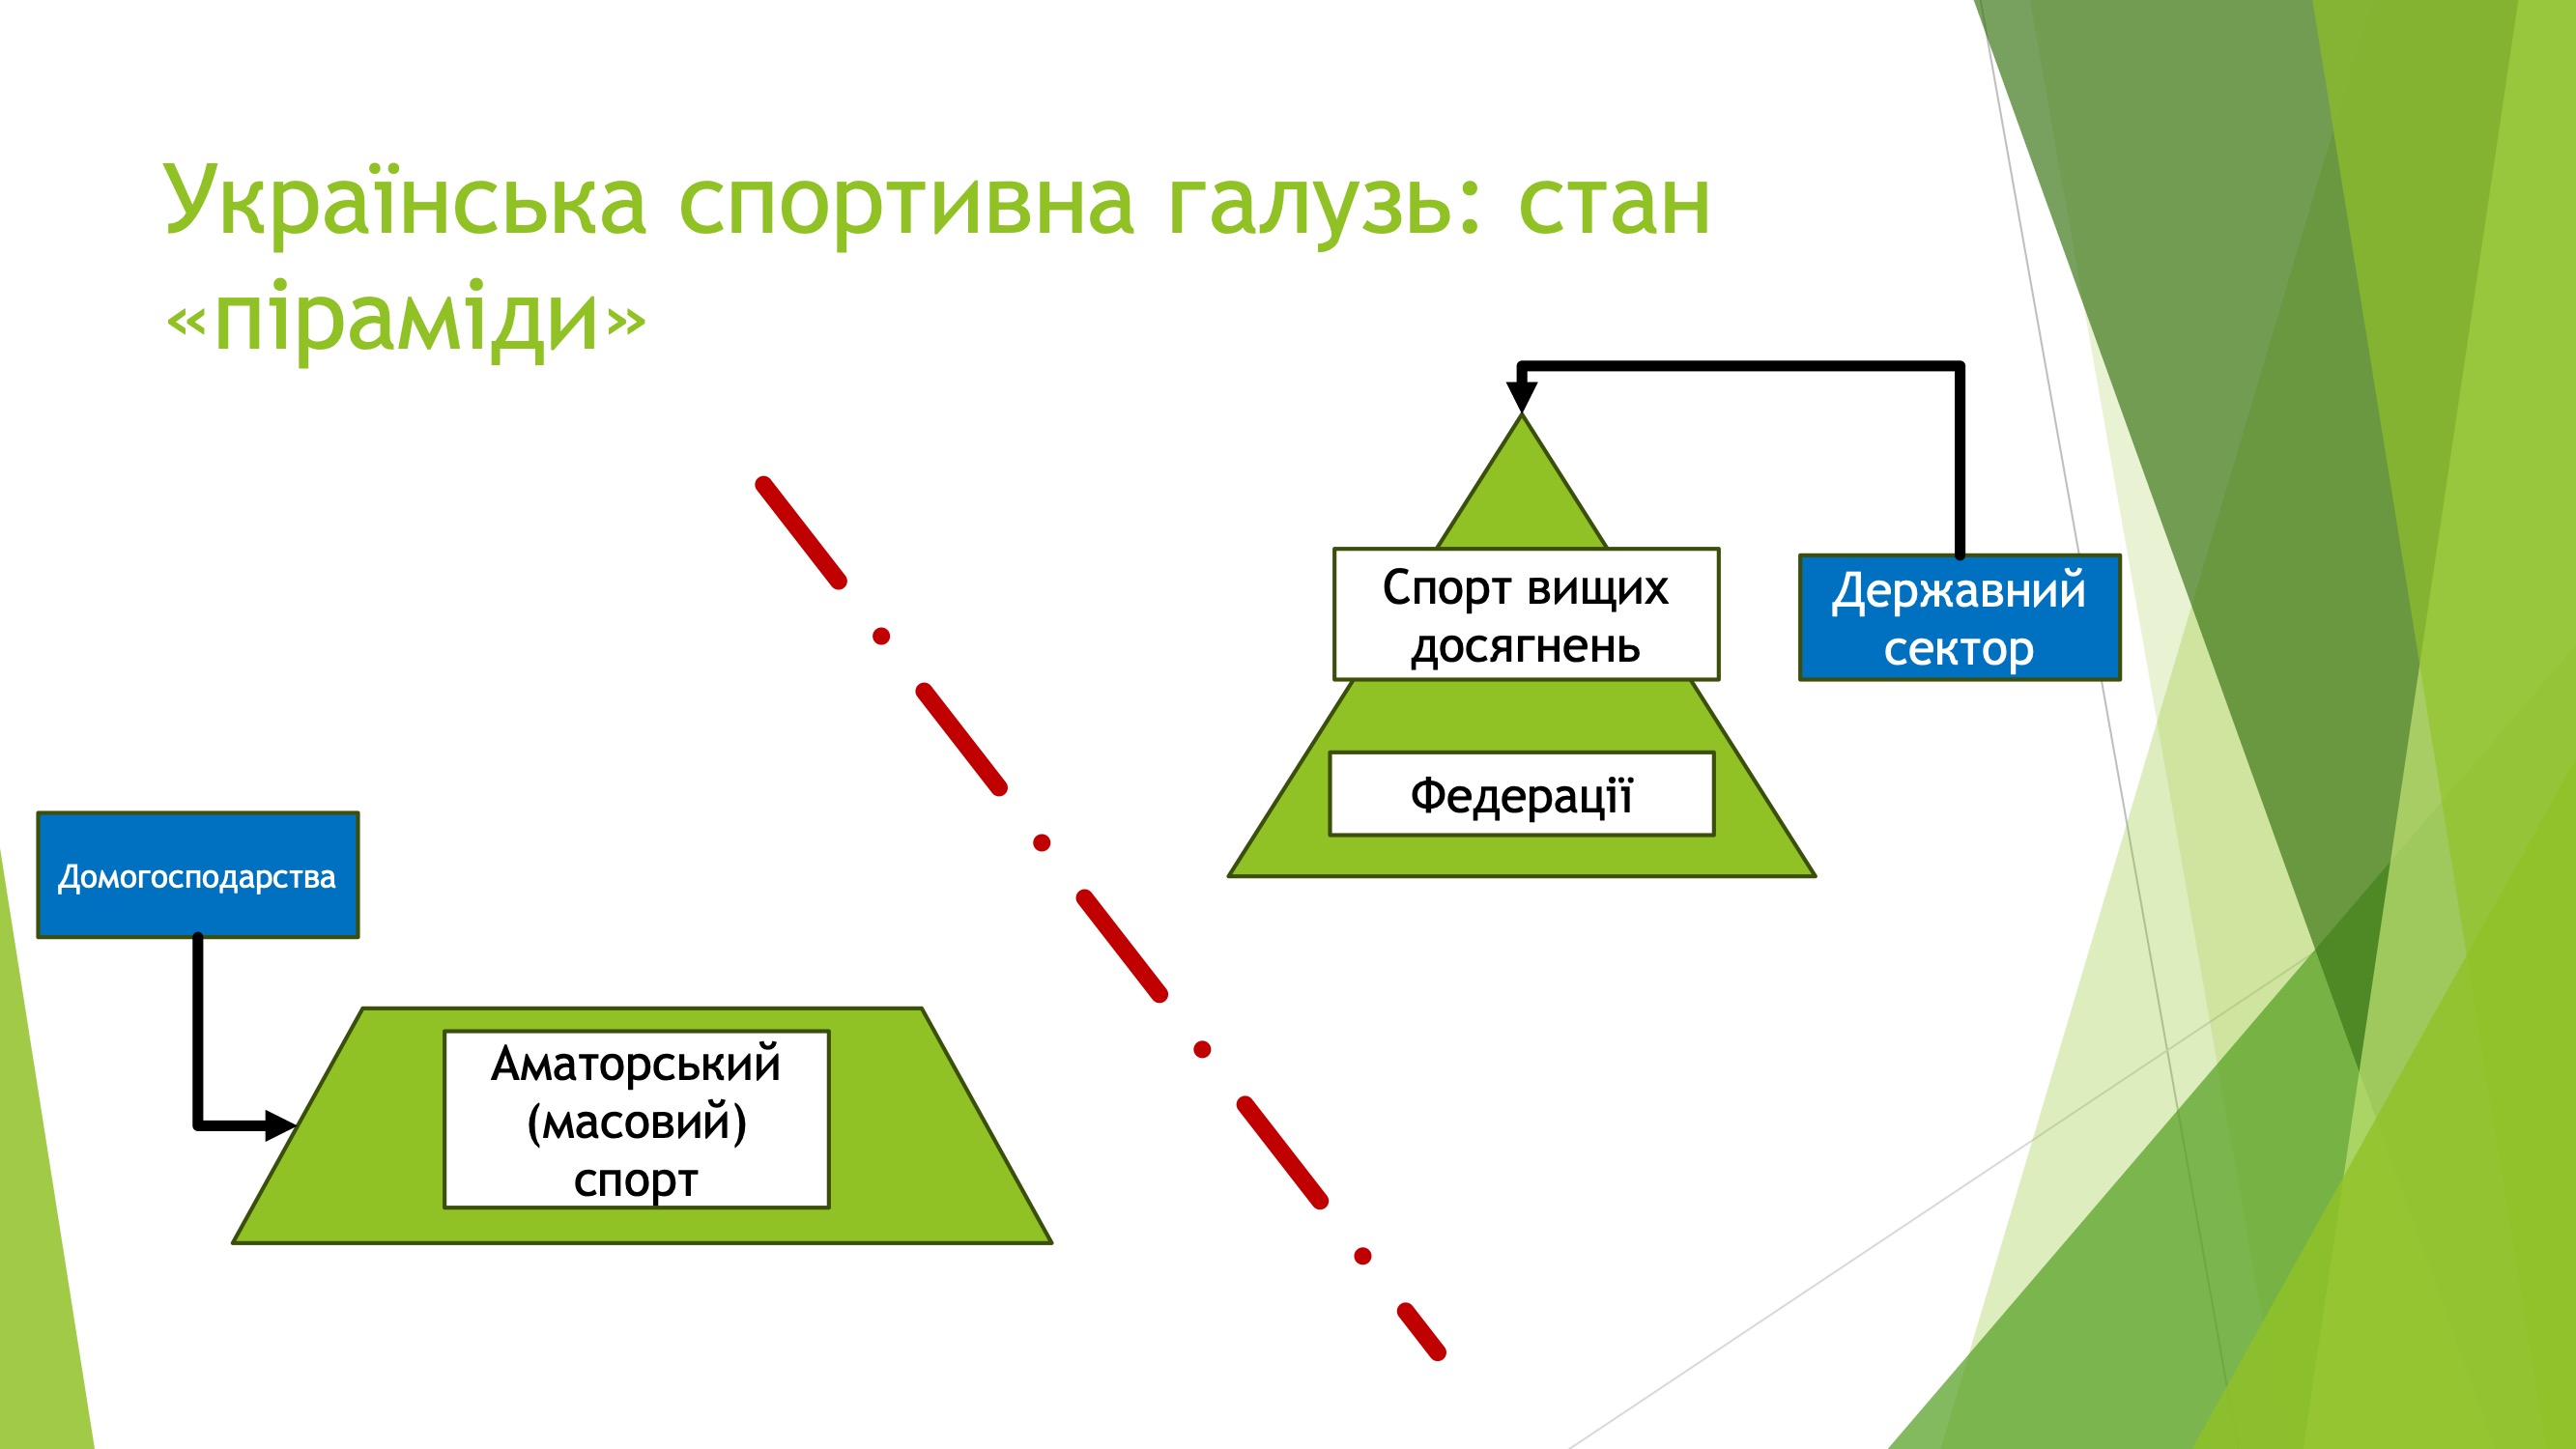 Українська спортивна галузь: стан
«піраміди»
Спорт вищих
досягнень
Державний
сектор
Федерації
Домогосподарства
Аматорський
(масовий)
спорт